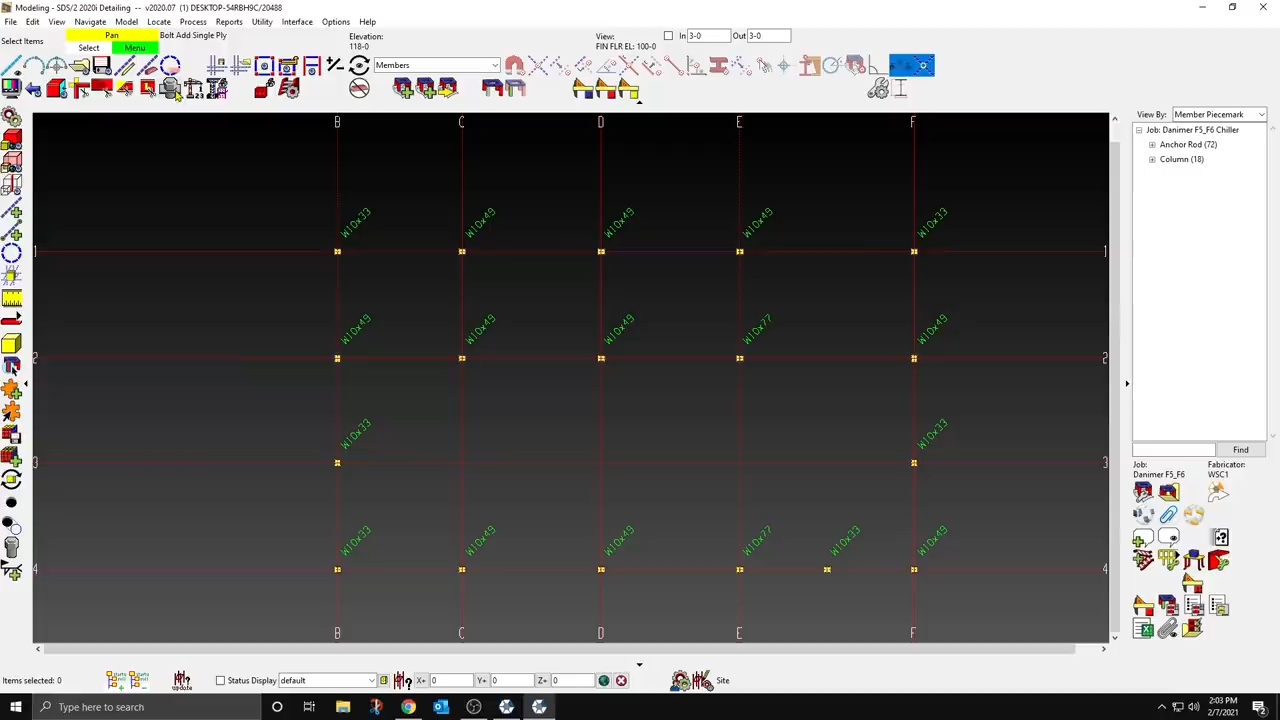 Modeling - SDS/2 2020i Detailing -- v2020.07 (1) DESKTOP-54RBH9C/20488
File Edit View Navigate Model Locate Process Reports Utility Interface Options Help
Select Items
Pan
Bolt Add Single Ply
Select Menu
Elevation:
118-0
View:
FIN FLR EL: 100-0
In 3-0 Out 3-0
Members
View By: Member Piecemark
Job: Danimer F5_F6 Chiller
Anchor Rod (72)
Column (18)
B C D E F
W10x33 W10x49 W10x49 W10x49 W10x33
1 1
W10x49 W10x49 W10x49 W10x77 W10x49
2 2
W10x33 W10x33
3 3
W10x33 W10x49 W10x49 W10x77 W10x33 W10x49
4 4
B C D E F
Find
Job:
Danimer F5_F6
Fabricator:
WSC1
Items selected: 0
update
Status Display
default
X+ 0 Y+ 0 Z+ 0
Site
Type here to search
2:03 PM
2/7/2021
2